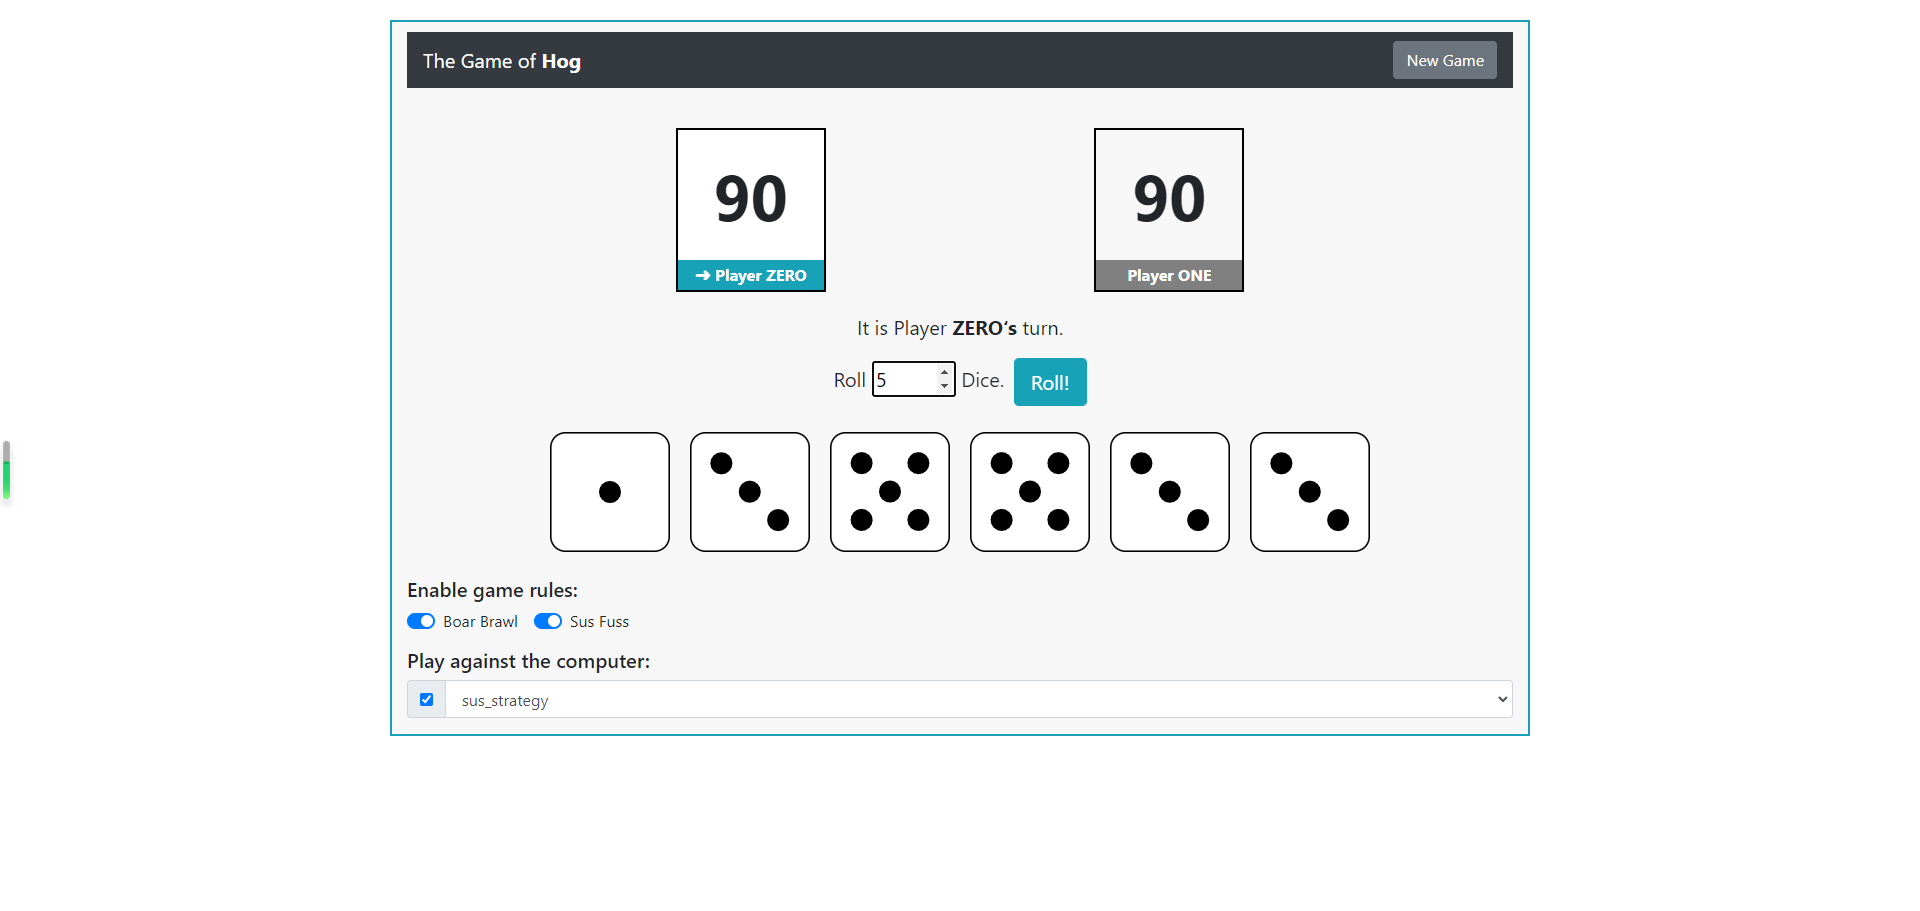 The Game of Hog
New Game
90
90
➜ Player ZERO
Player ONE
It is Player ZERO‘s turn.
Roll 5 Dice. Roll!
Enable game rules:
Boar Brawl Sus Fuss
Play against the computer:
sus_strategy